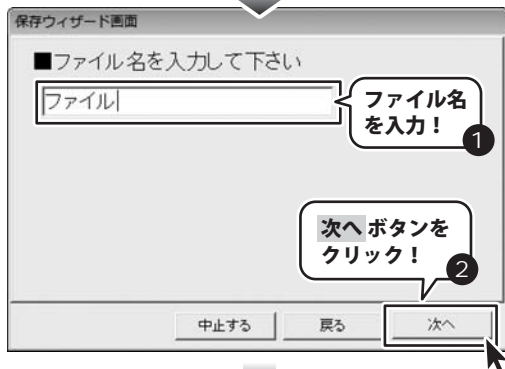 保存ウィザード画面
■ファイル名を入力して下さい
ファイル
ファイル名
を入力！
1
次へ ボタンを
クリック！
2
中止する
戻る
次へ